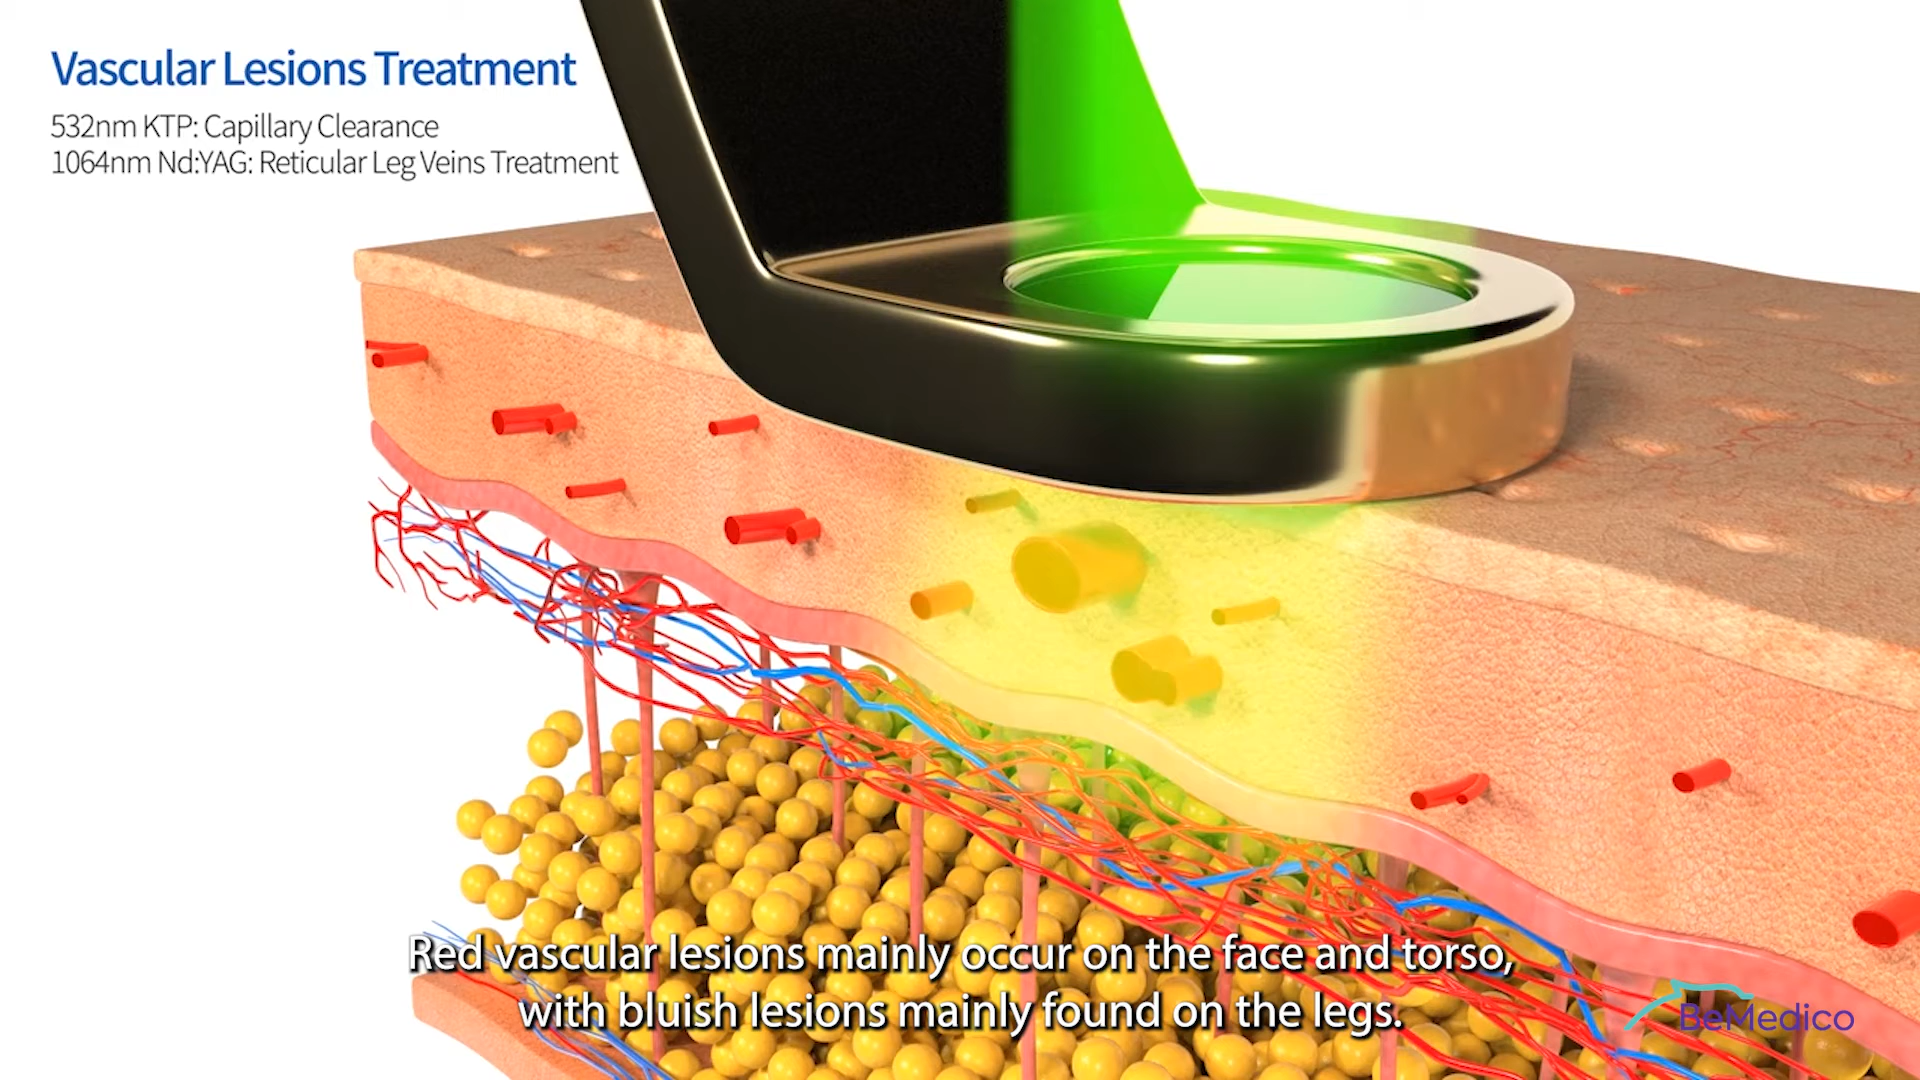 Vascular Lesions Treatment
532nm KTP: Capillary Clearance
1064nm Nd:YAG: Reticular Leg Veins Treatment
Red vascular lesions mainly occur on the face and torso,
with bluish lesions mainly found on the legs.
BeMedico